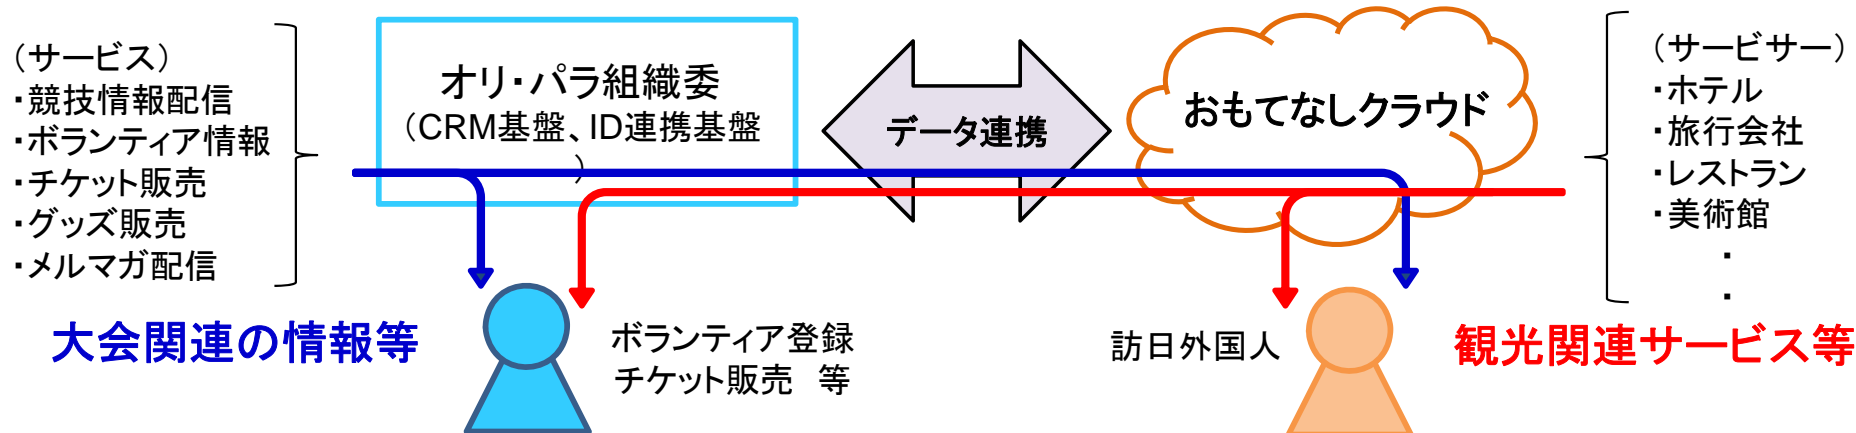 （サービス）
・競技情報配信
・ボランティア情報
・チケット販売
・グッズ販売
・メルマガ配信
大会関連の情報等
オリ・パラ組織委
（CRM基盤、ID連携基盤
）
ボランティア登録
チケット販売　等
データ連携
おもてなしクラウド
訪日外国人
（サービサー）
・ホテル
・旅行会社
・レストラン
・美術館
・
・
観光関連サービス等